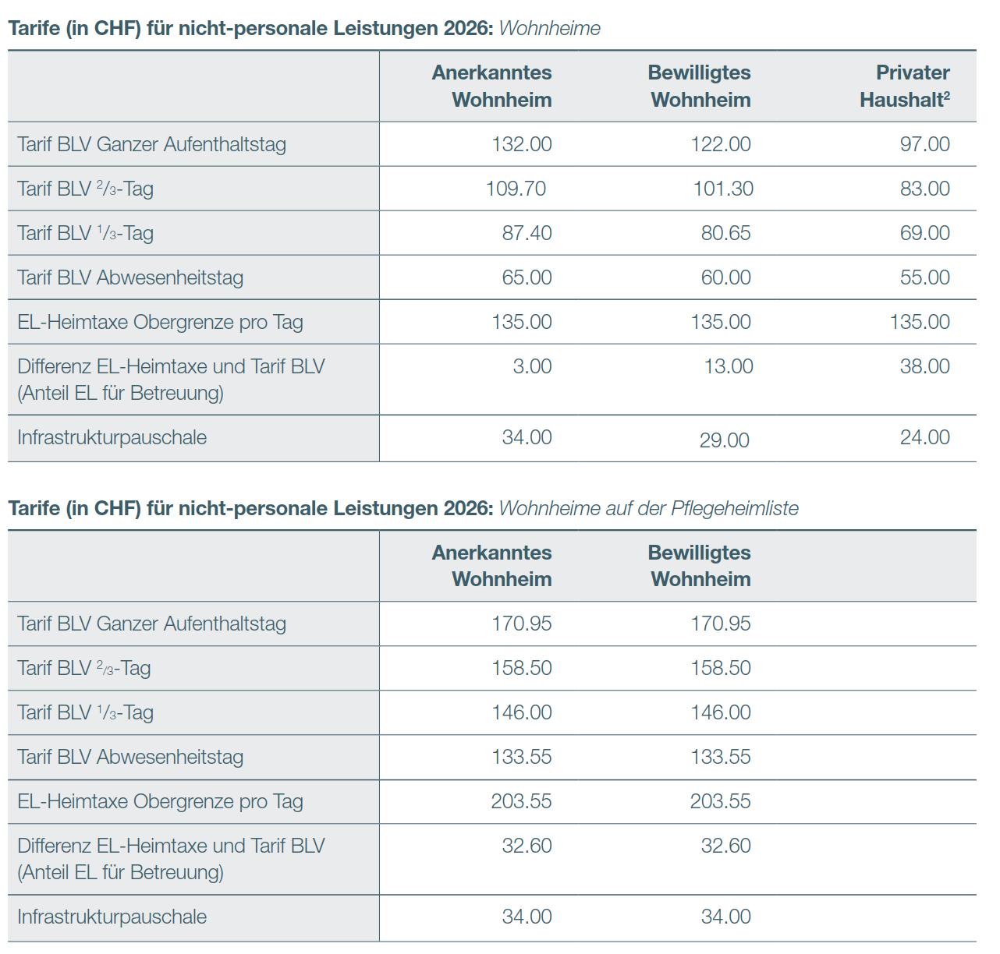 Tarife (in CHF) für nicht-personale Leistungen 2026: Wohnheime
Anerkanntes Wohnheim Bewilligtes Wohnheim Privater Haushalt²
Tarif BLV Ganzer Aufenthaltstag 132.00 122.00 97.00
Tarif BLV ²/₃-Tag 109.70 101.30 83.00
Tarif BLV ¹/₃-Tag 87.40 80.65 69.00
Tarif BLV Abwesenheitstag 65.00 60.00 55.00
EL-Heimtaxe Obergrenze pro Tag 135.00 135.00 135.00
Differenz EL-Heimtaxe und Tarif BLV 3.00 13.00 38.00
(Anteil EL für Betreuung)
Infrastrukturpauschale 34.00 29.00 24.00
Tarife (in CHF) für nicht-personale Leistungen 2026: Wohnheime auf der Pflegeheimliste
Anerkanntes Wohnheim Bewilligtes Wohnheim
Tarif BLV Ganzer Aufenthaltstag 170.95 170.95
Tarif BLV ²/₃-Tag 158.50 158.50
Tarif BLV ¹/₃-Tag 146.00 146.00
Tarif BLV Abwesenheitstag 133.55 133.55
EL-Heimtaxe Obergrenze pro Tag 203.55 203.55
Differenz EL-Heimtaxe und Tarif BLV 32.60 32.60
(Anteil EL für Betreuung)
Infrastrukturpauschale 34.00 34.00